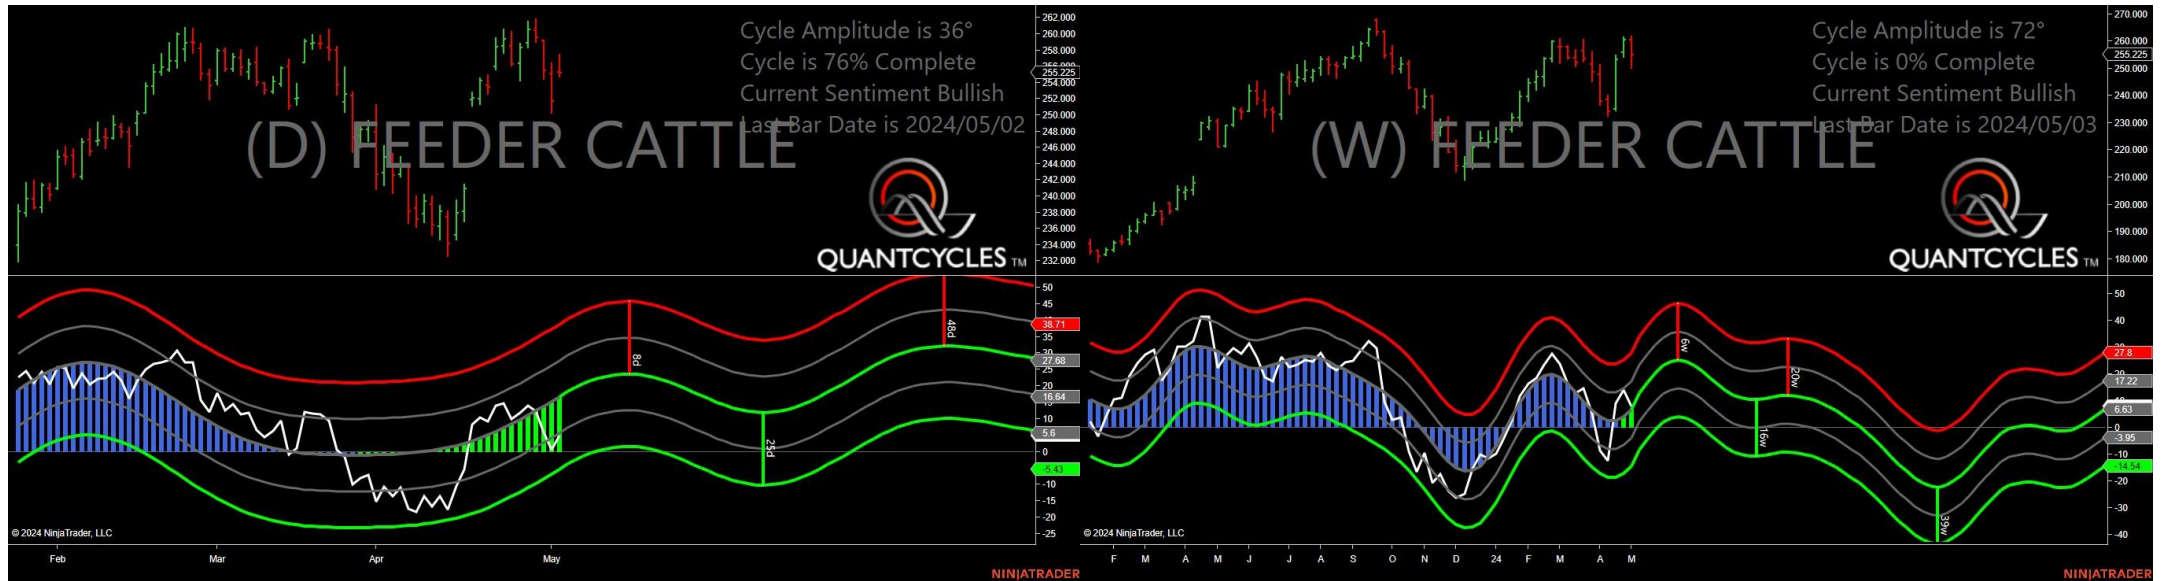 Cycle Amplitude is 36°
Cycle is 76% Complete
Current Sentiment Bullish
Last Bar Date is 2024/05/02
(D) FEEDER CATTLE
QUANTCYCLES TM
262.000
260.000
258.000
256.000
255.225
254.000
252.000
250.000
248.000
246.000
244.000
242.000
240.000
238.000
236.000
234.000
232.000
50
45
40
38.71
35
30
27.68
25
20
16.64
10
5.6
0
-5.43
-10
-15
-20
-25
8d
25d
48d
© 2024 NinjaTrader, LLC
Feb Mar Apr May
NINJATRADER
Cycle Amplitude is 72°
Cycle is 0% Complete
Current Sentiment Bullish
Last Bar Date is 2024/05/03
(W) FEEDER CATTLE
QUANTCYCLES TM
270.000
260.000
255.225
250.000
240.000
230.000
220.000
210.000
200.000
190.000
180.000
50
40
30
27.8
20
17.22
6.63
0
-3.95
-10
-14.54
-20
-30
-40
6w
16w
20w
39w
© 2024 NinjaTrader, LLC
F M A M J J A S O N D 24 F M A M
NINJATRADER